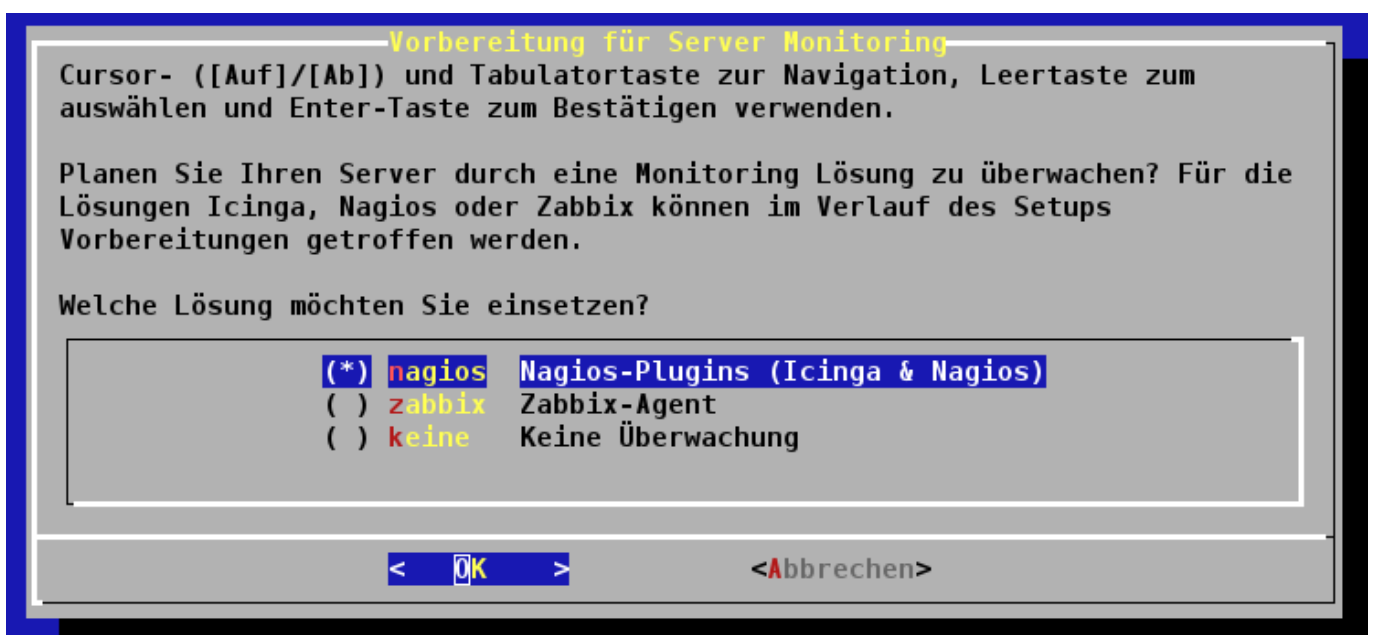 Vorbereitung für Server Monitoring
Cursor- ([Auf]/[Ab]) und Tabulatortaste zur Navigation, Leertaste zum
auswählen und Enter-Taste zum Bestätigen verwenden.
Planen Sie Ihren Server durch eine Monitoring Lösung zu überwachen? Für die
Lösungen Icinga, Nagios oder Zabbix können im Verlauf des Setups
Vorbereitungen getroffen werden.
Welche Lösung möchten Sie einsetzen?
(*) nagios Nagios-Plugins (Icinga & Nagios)
( ) zabbix Zabbix-Agent
( ) keine Keine Überwachung
< OK > <Abbrechen>